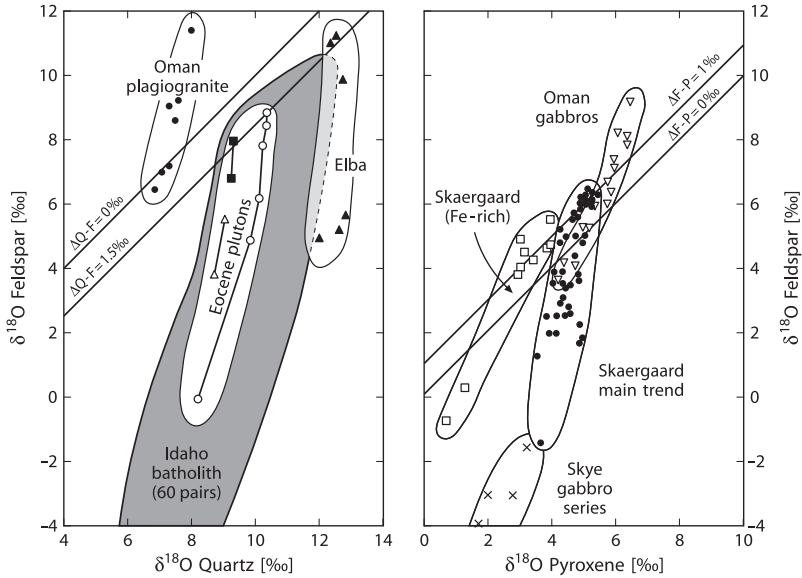 12
10
8
6
4
2
0
−2
−4
δ¹⁸O Feldspar [‰]
4
6
8
10
12
14
δ¹⁸O Quartz [‰]
Oman
plagiogranite
ΔQ-F = 0‰
ΔQ-F = 1.5‰
Eocene plutons
Elba
Idaho
batholith
(60 pairs)
12
10
8
6
4
2
0
−2
−4
δ¹⁸O Feldspar [‰]
0
2
4
6
8
10
δ¹⁸O Pyroxene [‰]
Oman
gabbros
ΔF-P = 1‰
ΔF-P = 0‰
Skaergaard
(Fe-rich)
Skaergaard
main trend
Skye
gabbro
series